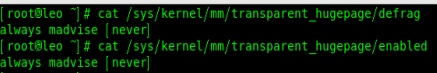 [root@leo ~]# cat /sys/kernel/mm/transparent_hugepage/defrag
always madvise [never]
[root@leo ~]# cat /sys/kernel/mm/transparent_hugepage/enabled
always madvise [never]